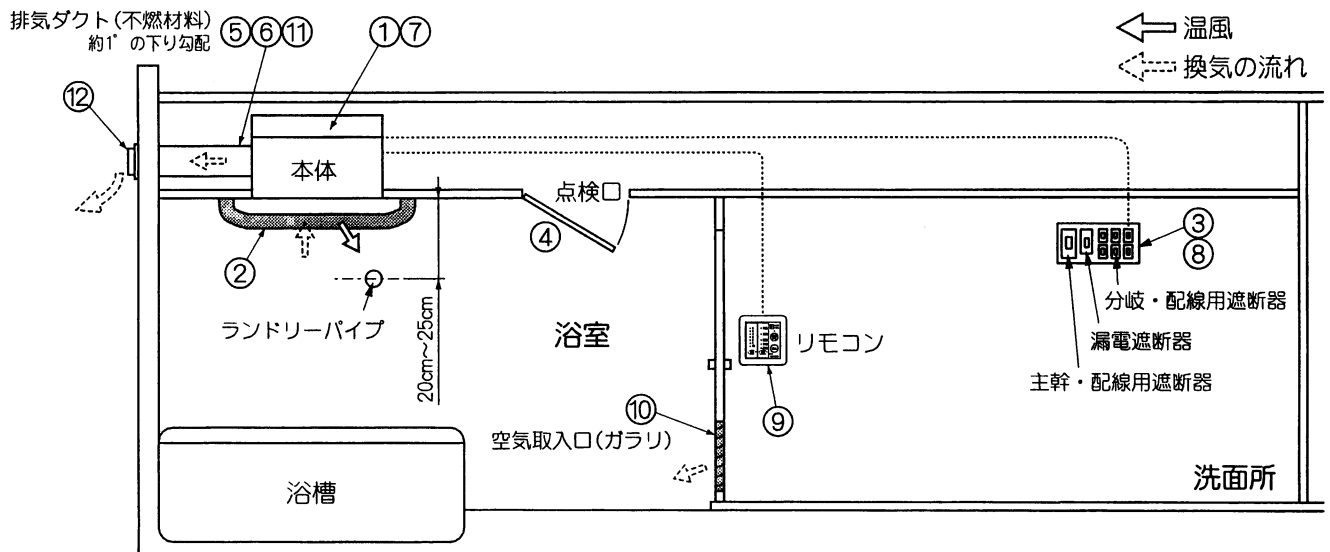 排気ダクト(不燃材料)
約1°の下り勾配
⑤⑥⑪
①⑦
温風
換気の流れ
⑫
本体
点検口
④
②
③
⑧
ランドリーパイプ
20cm～25cm
浴室
リモコン
分岐・配線用遮断器
漏電遮断器
主幹・配線用遮断器
⑨
⑩
空気取入口(ガラリ)
浴槽
洗面所